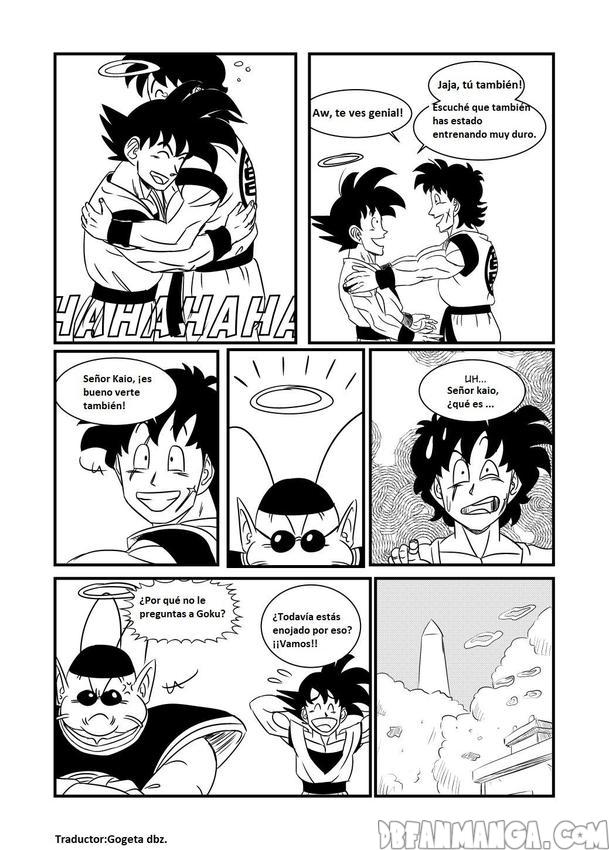 HAHAHAHAHA
Aw, te ves genial!
Jaja, tú también!
Escuché que también
has estado
entrenando muy duro.
Señor Kaio, ¡es
bueno verte
también!
UH...
Señor kaio,
¿qué es ...
¿Por qué no le
preguntas a Goku?
¿Todavía estás
enojado por eso?
¡¡Vamos!!
Traductor:Gogeta dbz.
DBFANMANGA.COM